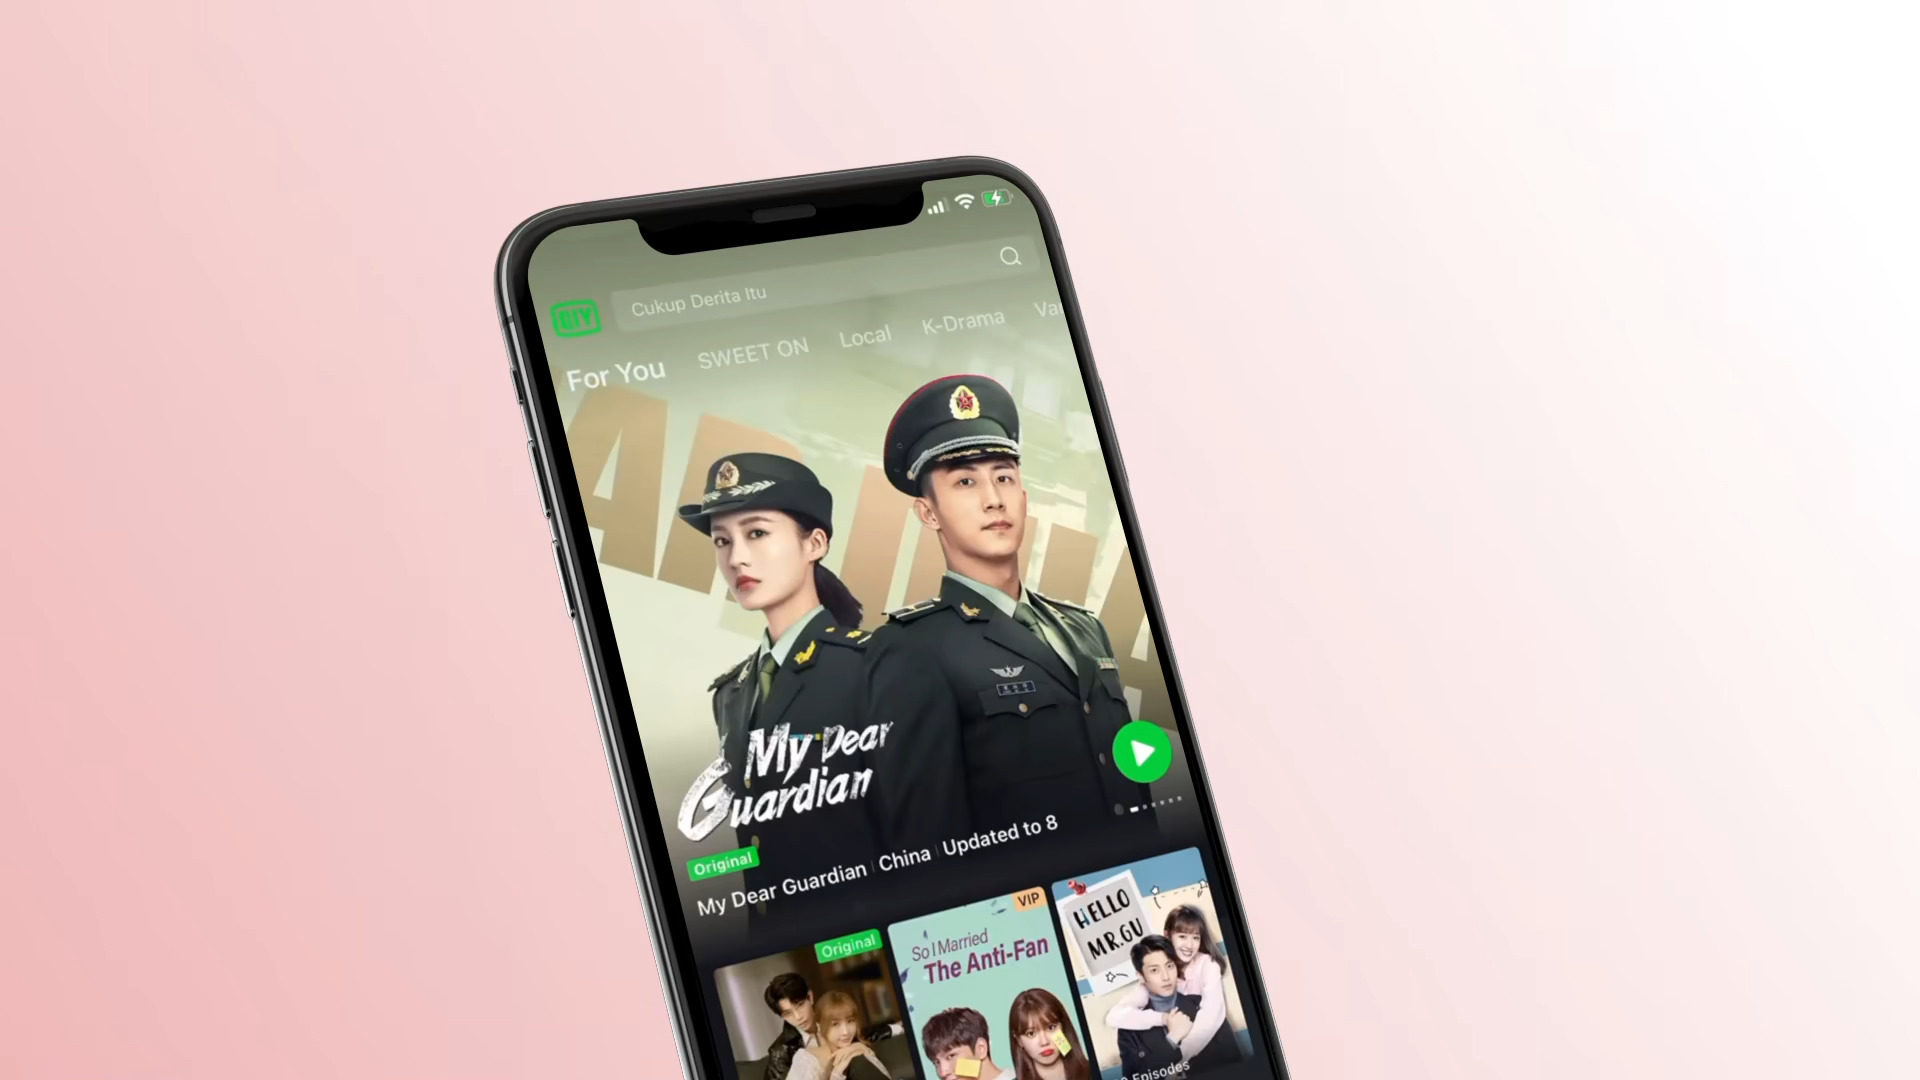 QIY
Cukup Derita Itu
For You
SWEET ON
Local
K-Drama
My Dear
Guardian
Original
My Dear Guardian
China
Updated to 8
Original
VIP
So I Married
The Anti-Fan
HELLO
MR.GU
Episodes